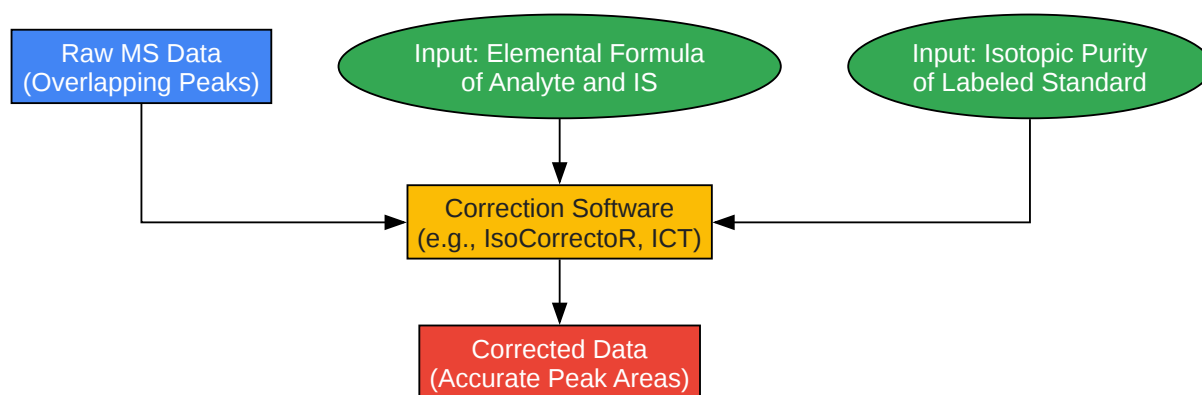 Raw MS Data
(Overlapping Peaks)
Input: Elemental Formula
of Analyte and IS
Input: Isotopic Purity
of Labeled Standard
Correction Software
(e.g., IsoCorrectoR, ICT)
Corrected Data
(Accurate Peak Areas)